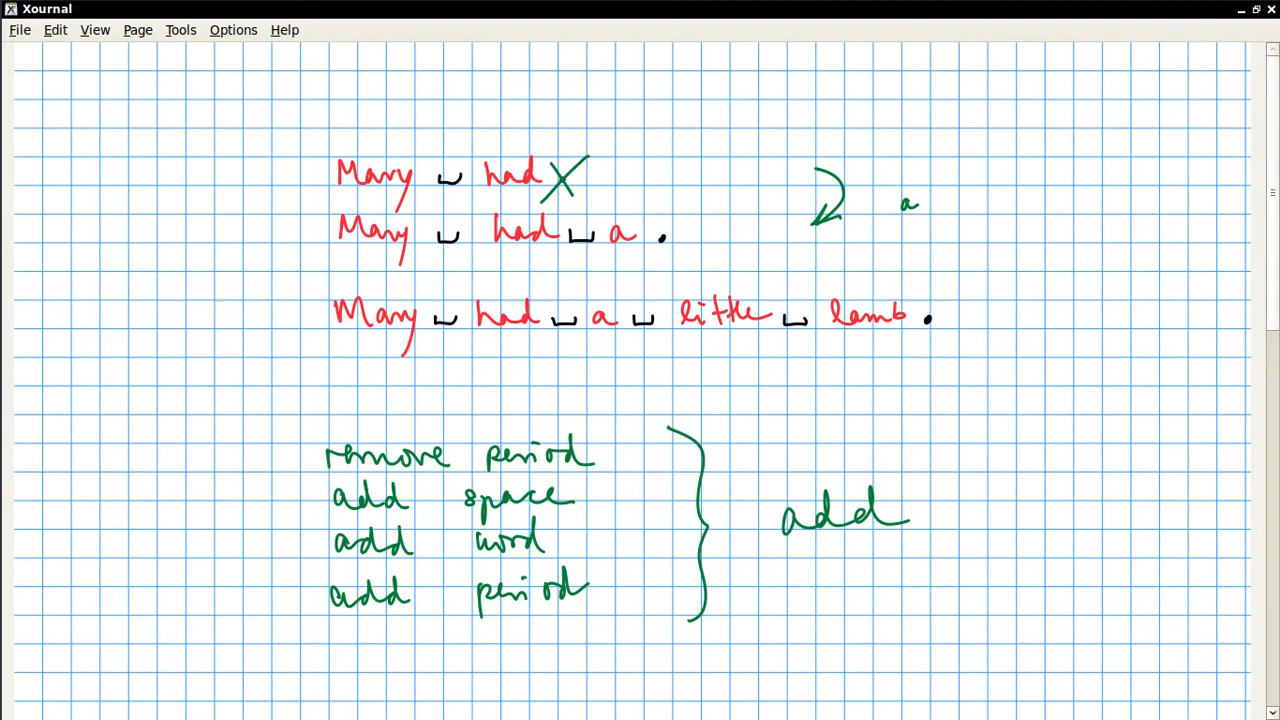 Xournal
File Edit View Page Tools Options Help
Mary ␣ had
a
Mary ␣ had ␣ a .
Mary ␣ had ␣ a ␣ little ␣ lamb .
remove period
add space
add
add word
add period